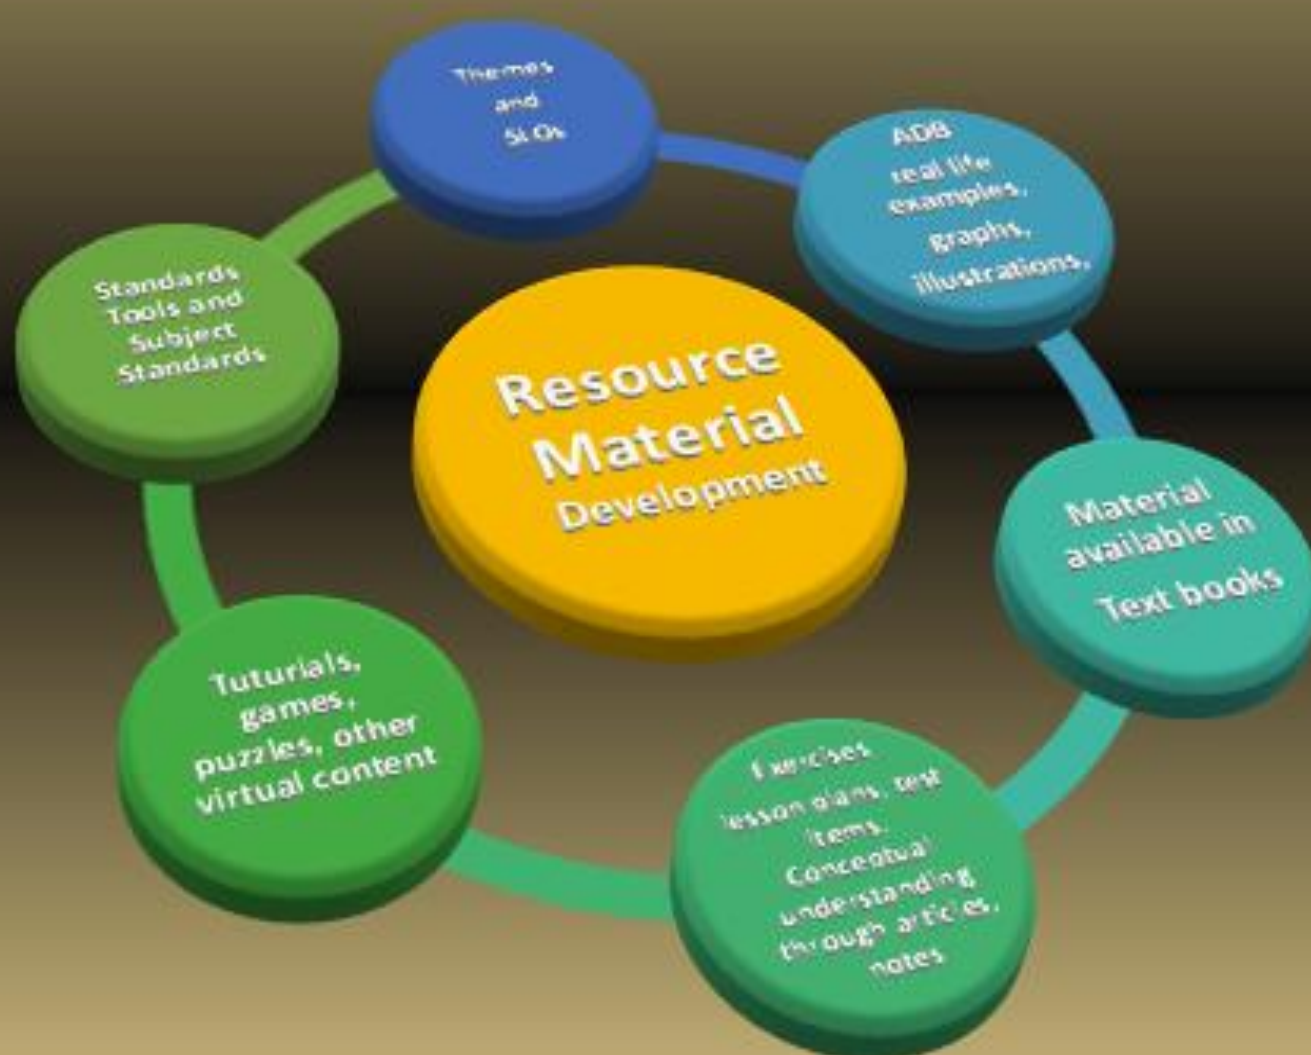 Resource
Material
Development
Themes
and
SLOs
ADB
real life
examples,
graphs,
illustrations,
Material
available in
Text books
Exercises
lesson plans, test
items.
Conceptual
understanding
through articles,
notes
Tuturials,
games,
puzzles, other
virtual content
Standards
Tools and
Subject
Standards